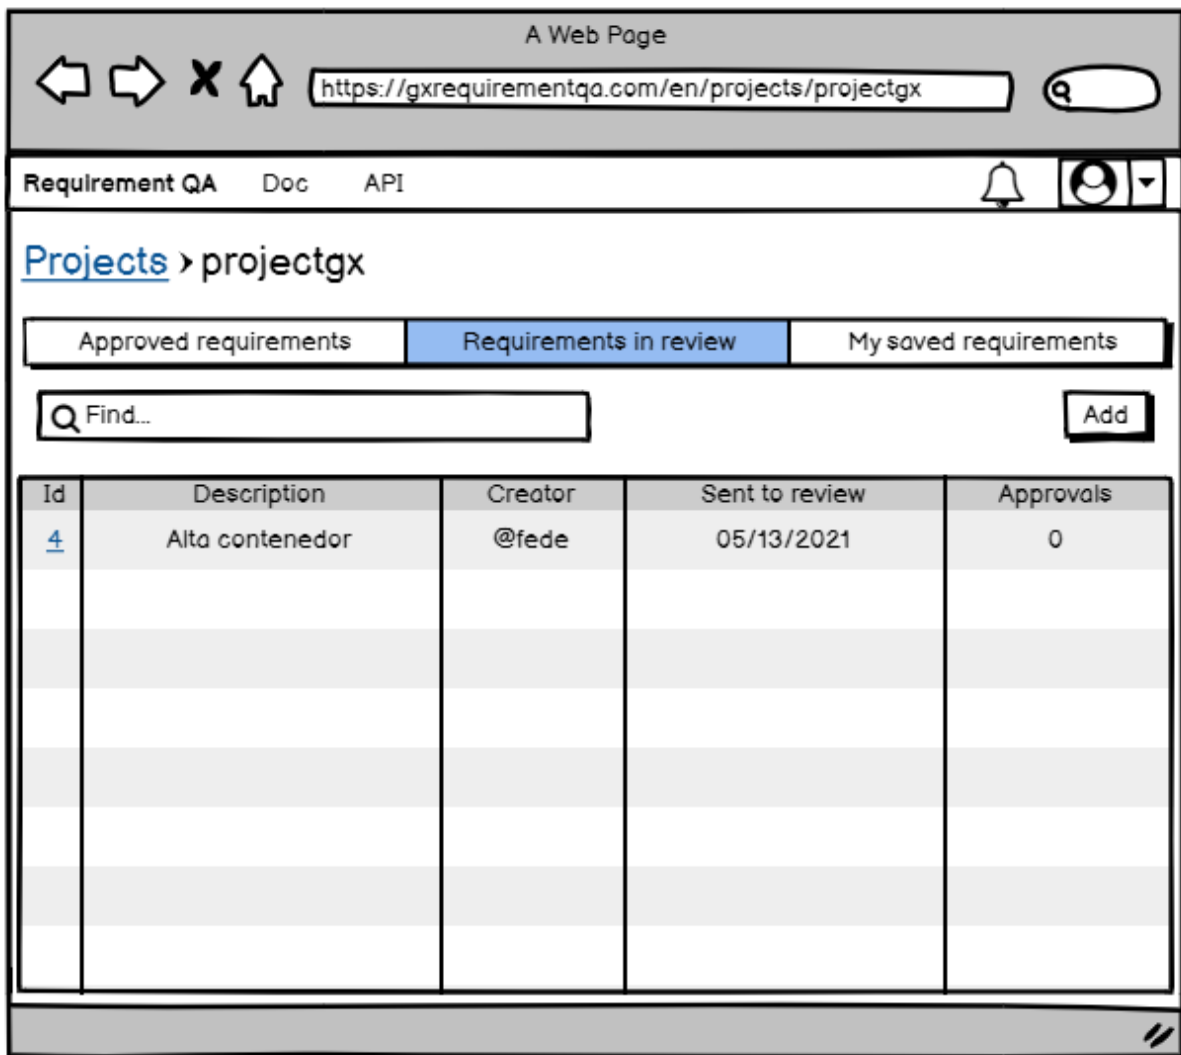 A Web Page
https://gxrequirementqa.com/en/projects/projectgx
Requirement QA Doc API
Projects › projectgx
Approved requirements Requirements in review My saved requirements
Find... Add
Id Description Creator Sent to review Approvals
4 Alta contenedor @fede 05/13/2021 0